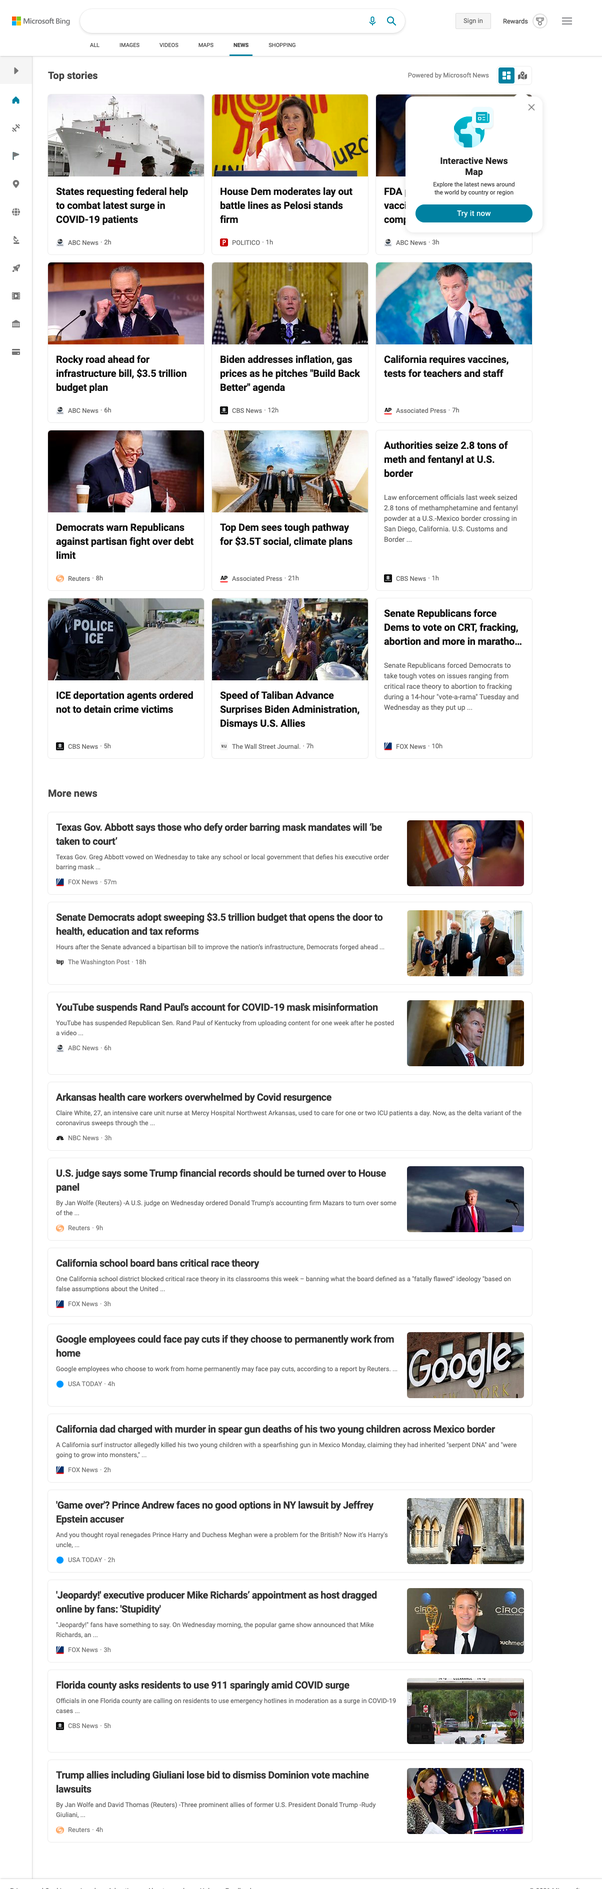 Microsoft Bing
Sign in
Rewards
ALL
IMAGES
VIDEOS
MAPS
NEWS
SHOPPING
Top stories
Powered by Microsoft News
Interactive News
Map
Explore the latest news around
the world by country or region
Try it now
States requesting federal help
to combat latest surge in
COVID-19 patients
ABC News · 2h
House Dem moderates lay out
battle lines as Pelosi stands
firm
POLITICO · 1h
FDA
vacci
comp
ABC News · 3h
Rocky road ahead for
infrastructure bill, $3.5 trillion
budget plan
ABC News · 6h
Biden addresses inflation, gas
prices as he pitches "Build Back
Better" agenda
CBS News · 12h
California requires vaccines,
tests for teachers and staff
AP
Associated Press · 7h
Democrats warn Republicans
against partisan fight over debt
limit
Reuters · 8h
Top Dem sees tough pathway
for $3.5T social, climate plans
AP
Associated Press · 21h
Authorities seize 2.8 tons of
meth and fentanyl at U.S.
border
Law enforcement officials last week seized
2.8 tons of methamphetamine and fentanyl
powder at a U.S.-Mexico border crossing in
San Diego, California. U.S. Customs and
Border ...
CBS News · 1h
POLICE
ICE
ICE deportation agents ordered
not to detain crime victims
CBS News · 5h
Speed of Taliban Advance
Surprises Biden Administration,
Dismays U.S. Allies
The Wall Street Journal. · 7h
Senate Republicans force
Dems to vote on CRT, fracking,
abortion and more in maratho...
Senate Republicans forced Democrats to
take tough votes on issues ranging from
critical race theory to abortion to fracking
during a 14-hour "vote-a-rama" Tuesday and
Wednesday as they put up ...
FOX News · 10h
More news
Texas Gov. Abbott says those who defy order barring mask mandates will 'be
taken to court'
Texas Gov. Greg Abbott vowed on Wednesday to take any school or local government that defies his executive order
barring mask ...
FOX News · 57m
Senate Democrats adopt sweeping $3.5 trillion budget that opens the door to
health, education and tax reforms
Hours after the Senate advanced a bipartisan bill to improve the nation's infrastructure, Democrats forged ahead ...
wp
The Washington Post · 18h
YouTube suspends Rand Paul's account for COVID-19 mask misinformation
YouTube has suspended Republican Sen. Rand Paul of Kentucky from uploading content for one week after he posted
a video ...
ABC News · 6h
Arkansas health care workers overwhelmed by Covid resurgence
Claire White, 27, an intensive care unit nurse at Mercy Hospital Northwest Arkansas, used to care for one or two ICU patients a day. Now, as the delta variant of the
coronavirus sweeps through the ...
NBC News · 3h
U.S. judge says some Trump financial records should be turned over to House
panel
By Jan Wolfe (Reuters) -A U.S. judge on Wednesday ordered Donald Trump's accounting firm Mazars to turn over some
of the ...
Reuters · 9h
California school board bans critical race theory
One California school district blocked critical race theory in its classrooms this week – banning what the board defined as a "fatally flawed" ideology "based on
false assumptions about the United ...
FOX News · 3h
Google employees could face pay cuts if they choose to permanently work from
home
Google employees who choose to work from home permanently may face pay cuts, according to a report by Reuters. ...
USA TODAY · 4h
Google
California dad charged with murder in spear gun deaths of his two young children across Mexico border
A California surf instructor allegedly killed his two young children with a spearfishing gun in Mexico Monday, claiming they had inherited "serpent DNA" and "were
going to grow into monsters," ...
FOX News · 2h
'Game over'? Prince Andrew faces no good options in NY lawsuit by Jeffrey
Epstein accuser
And you thought royal renegades Prince Harry and Duchess Meghan were a problem for the British? Now it's Harry's
uncle, ...
USA TODAY · 2h
'Jeopardy!' executive producer Mike Richards' appointment as host dragged
online by fans: 'Stupidity'
"Jeopardy!" fans have something to say. On Wednesday morning, the popular game show announced that Mike
Richards, an ...
FOX News · 3h
CÎROC
Florida county asks residents to use 911 sparingly amid COVID surge
Officials in one Florida county are calling on residents to use emergency hotlines in moderation as a surge in COVID-19
cases ...
CBS News · 5h
Trump allies including Giuliani lose bid to dismiss Dominion vote machine
lawsuits
By Jan Wolfe and David Thomas (Reuters) -Three prominent allies of former U.S. President Donald Trump -Rudy
Giuliani, ...
Reuters · 4h